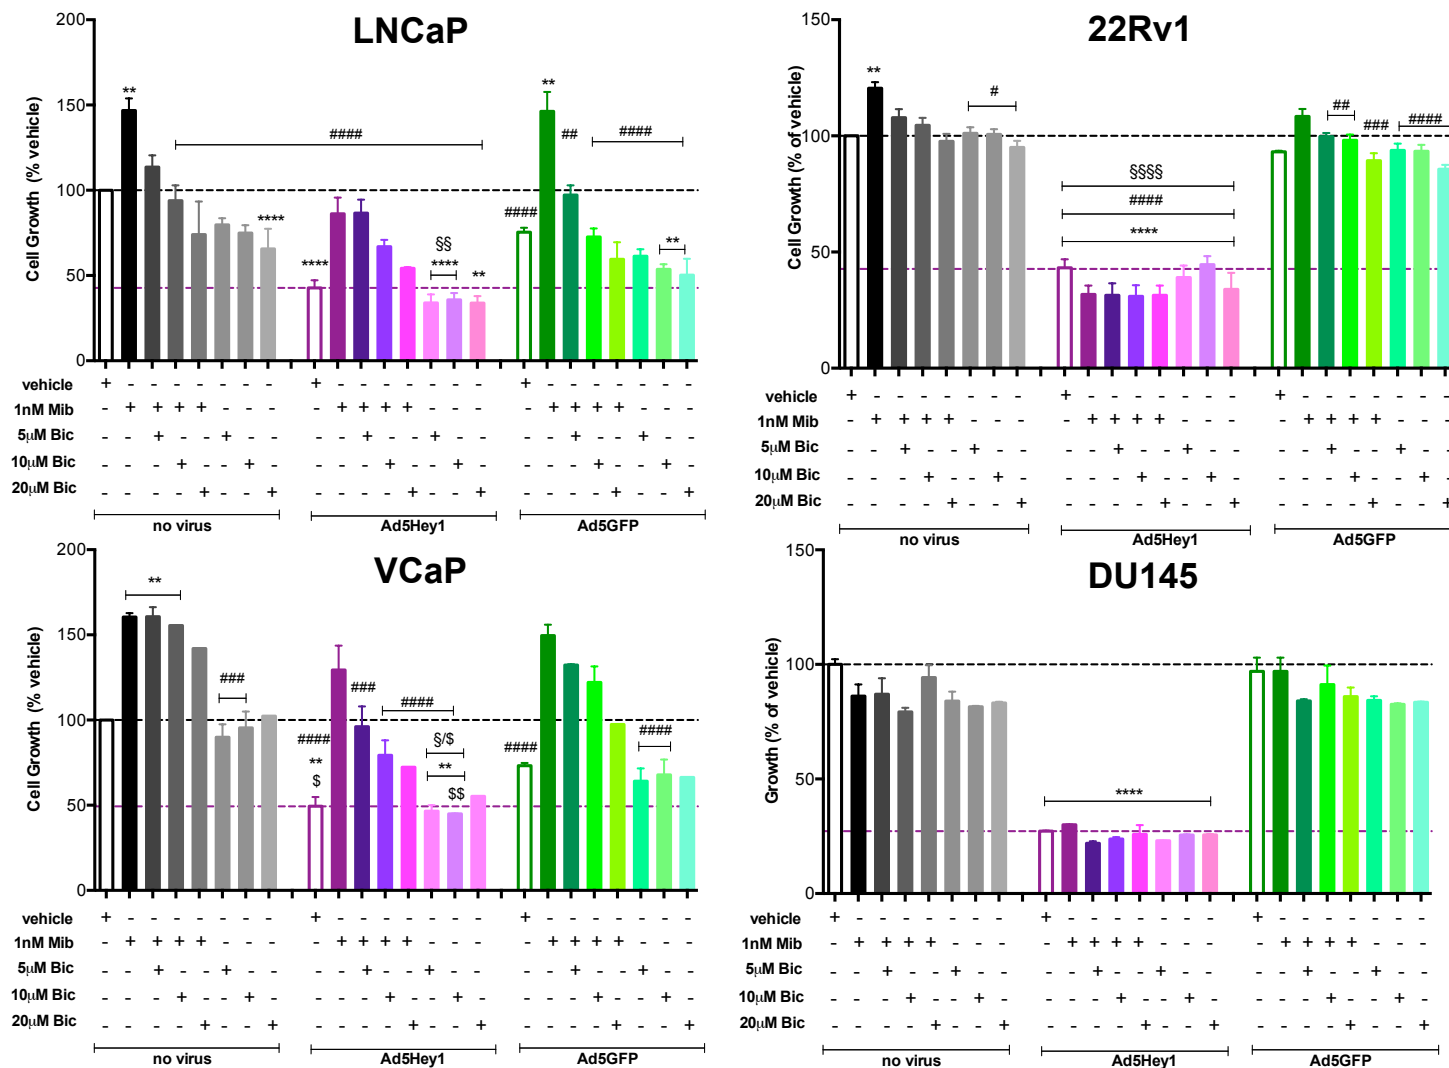 LNCaP
Cell Growth (% vehicle)
200
150
100
50
0
**
####
**
##
####
****
****
§§
****
**
####
**
vehicle + - - - - - - - + - - - - - - - + - - - - - - -
1nM Mib - + + + + - - - - + + + + - - - - + + + + - - -
5μM Bic - - + - - + - - - - + - - + - - - - + - - + - -
10μM Bic - - - + - - + - - - - + - - + - - - - + - - + -
20μM Bic - - - - + - - + - - - - + - - + - - - - + - - +
no virus Ad5Hey1 Ad5GFP
22Rv1
Cell Growth (% of vehicle)
150
100
50
0
**
#
§§§§
####
****
##
###
####
vehicle + - - - - - - - + - - - - - - - + - - - - - - -
1nM Mib - + + + + - - - - + + + + - - - - + + + + - - -
5μM Bic - - + - - + - - - - + - - + - - - - + - - + - -
10μM Bic - - - + - - + - - - - + - - + - - - - + - - + -
20μM Bic - - - - + - - + - - - - + - - + - - - - + - - +
no virus Ad5Hey1 Ad5GFP
VCaP
Cell Growth (% vehicle)
200
150
100
50
0
**
###
####
**
$
###
####
§/$
**
$$
####
####
vehicle + - - - - - - - + - - - - - - - + - - - - - - -
1nM Mib - + + + + - - - - + + + + - - - - + + + + - - -
5μM Bic - - + - - + - - - - + - - + - - - - + - - + - -
10μM Bic - - - + - - + - - - - + - - + - - - - + - - + -
20μM Bic - - - - + - - + - - - - + - - + - - - - + - - +
no virus Ad5Hey1 Ad5GFP
DU145
Growth (% of vehicle)
150
100
50
0
****
vehicle + - - - - - - - + - - - - - - - + - - - - - - -
1nM Mib - + + + + - - - - + + + + - - - - + + + + - - -
5μM Bic - - + - - + - - - - + - - + - - - - + - - + - -
10μM Bic - - - + - - + - - - - + - - + - - - - + - - + -
20μM Bic - - - - + - - + - - - - + - - + - - - - + - - +
no virus Ad5Hey1 Ad5GFP